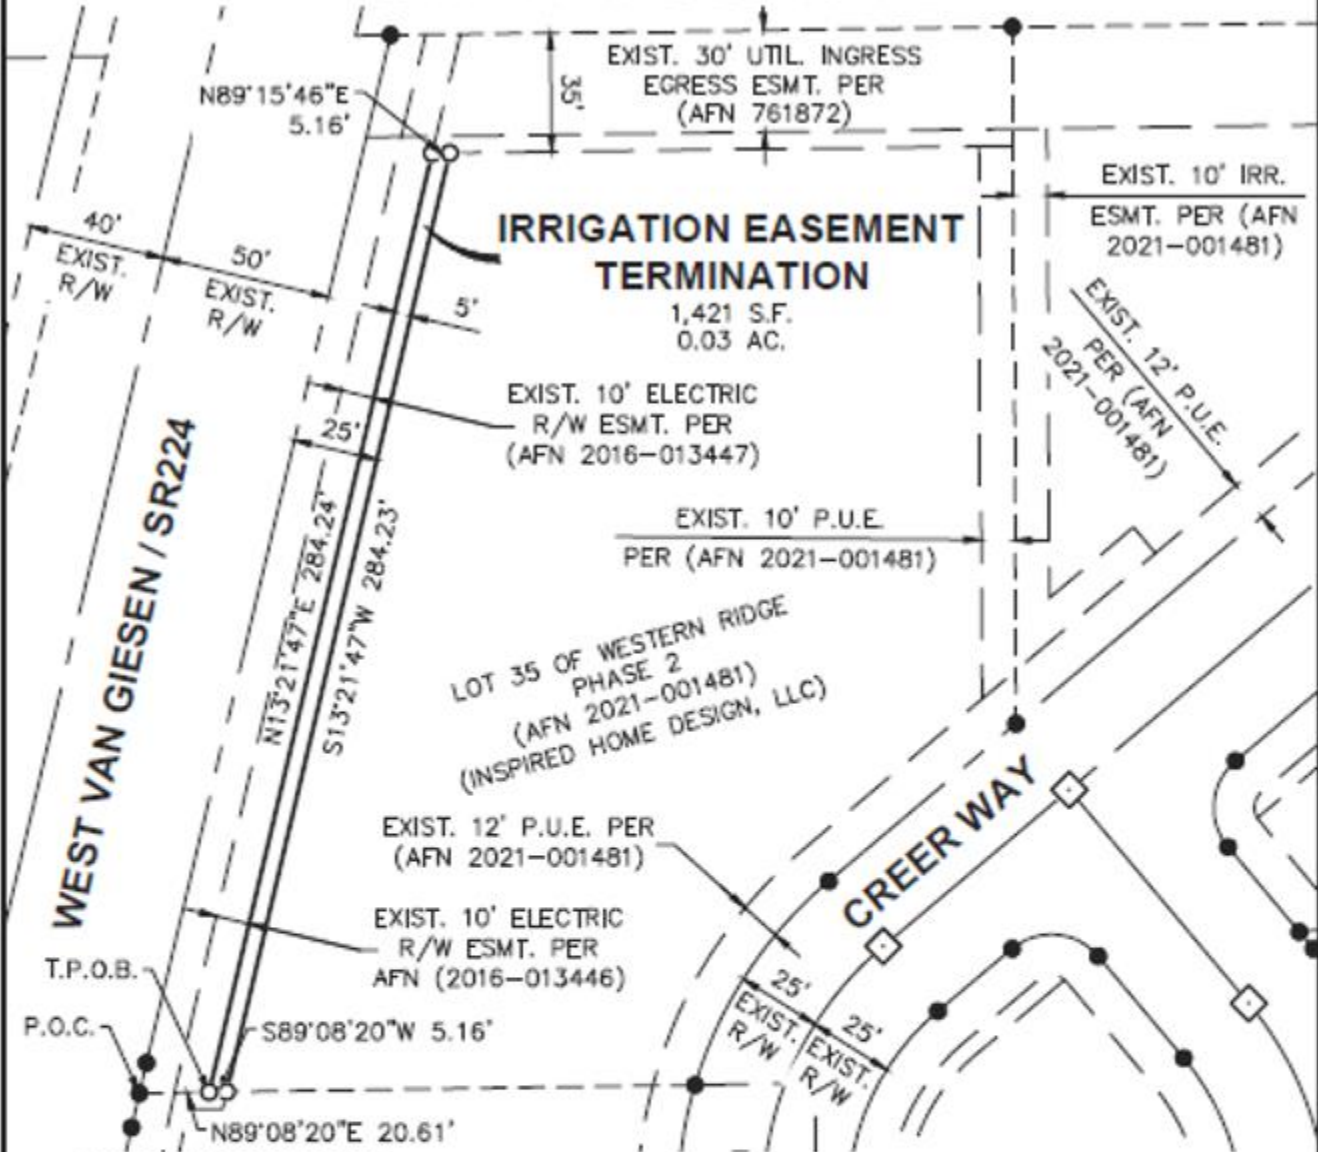 EXIST. 30' UTIL. INGRESS
EGRESS ESMT. PER
(AFN 761872)
35'
N89°15'46"E
5.16'
EXIST. 10' IRR.
ESMT. PER (AFN
2021-001481)
IRRIGATION EASEMENT
TERMINATION
1,421 S.F.
0.03 AC.
40'
EXIST.
R/W
50'
EXIST.
R/W
5'
EXIST. 12' P.U.E.
PER (AFN
2021-001481)
EXIST. 10' ELECTRIC
R/W ESMT. PER
(AFN 2016-013447)
25'
WEST VAN GIESEN / SR224
N13°21'47"E 284.24'
S13°21'47"W 284.23'
EXIST. 10' P.U.E.
PER (AFN 2021-001481)
LOT 35 OF WESTERN RIDGE
PHASE 2
(AFN 2021-001481)
(INSPIRED HOME DESIGN, LLC)
EXIST. 12' P.U.E. PER
(AFN 2021-001481)
CREER WAY
EXIST. 10' ELECTRIC
R/W ESMT. PER
AFN (2016-013446)
T.P.O.B.
P.O.C.
S89°08'20"W 5.16'
25'
EXIST.
R/W
25'
EXIST.
R/W
N89°08'20"E 20.61'